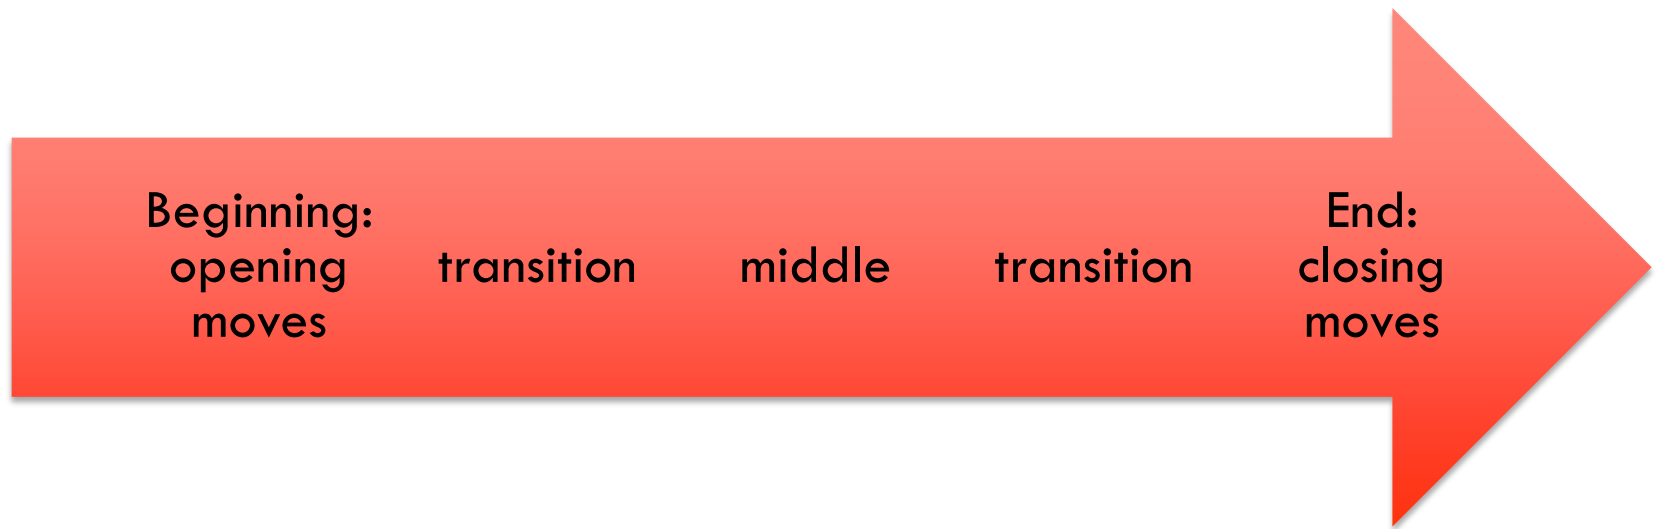 Beginning:
opening
moves
transition
middle
transition
End:
closing
moves